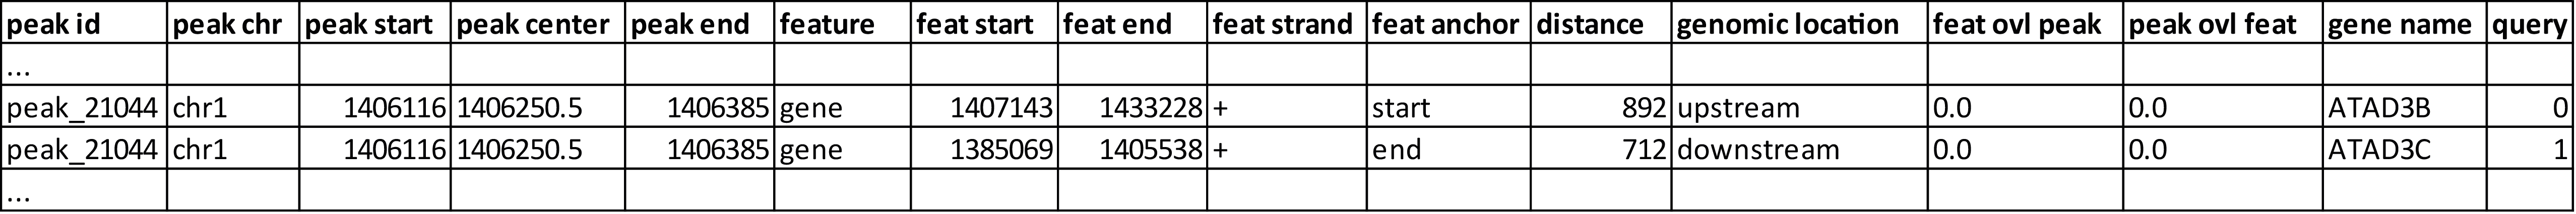 peak id peak chr peak start peak center peak end feature feat start feat end feat strand feat anchor distance genomic location feat ovl peak peak ovl feat gene name query
...
peak_21044 chr1 1406116 1406250.5 1406385 gene 1407143 1433228 + start 892 upstream 0.0 0.0 ATAD3B 0
peak_21044 chr1 1406116 1406250.5 1406385 gene 1385069 1405538 + end 712 downstream 0.0 0.0 ATAD3C 1
...